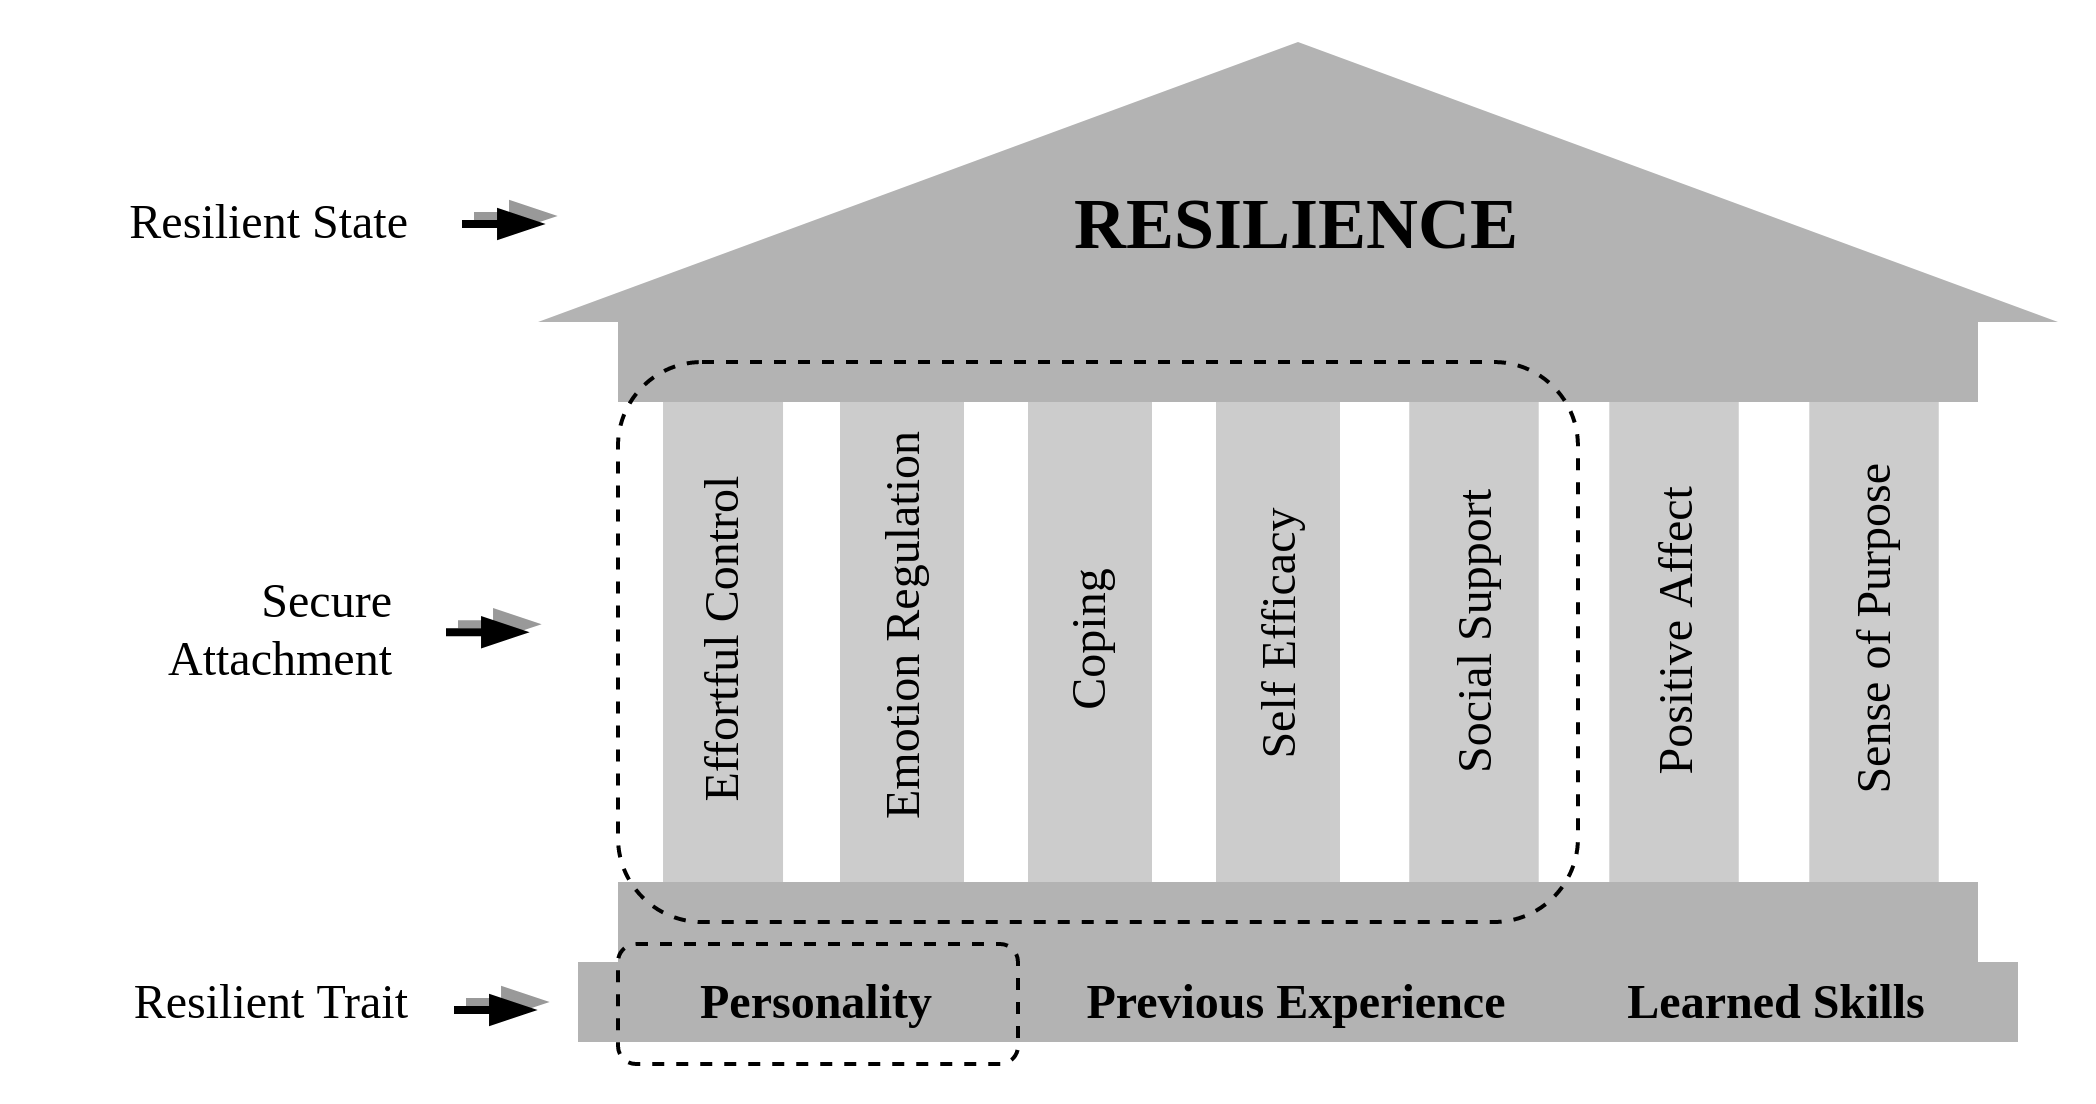 RESILIENCE
Resilient State
Effortful Control
Emotion Regulation
Coping
Self Efficacy
Social Support
Positive Affect
Sense of Purpose
Secure
Attachment
Resilient Trait
Personality
Previous Experience
Learned Skills